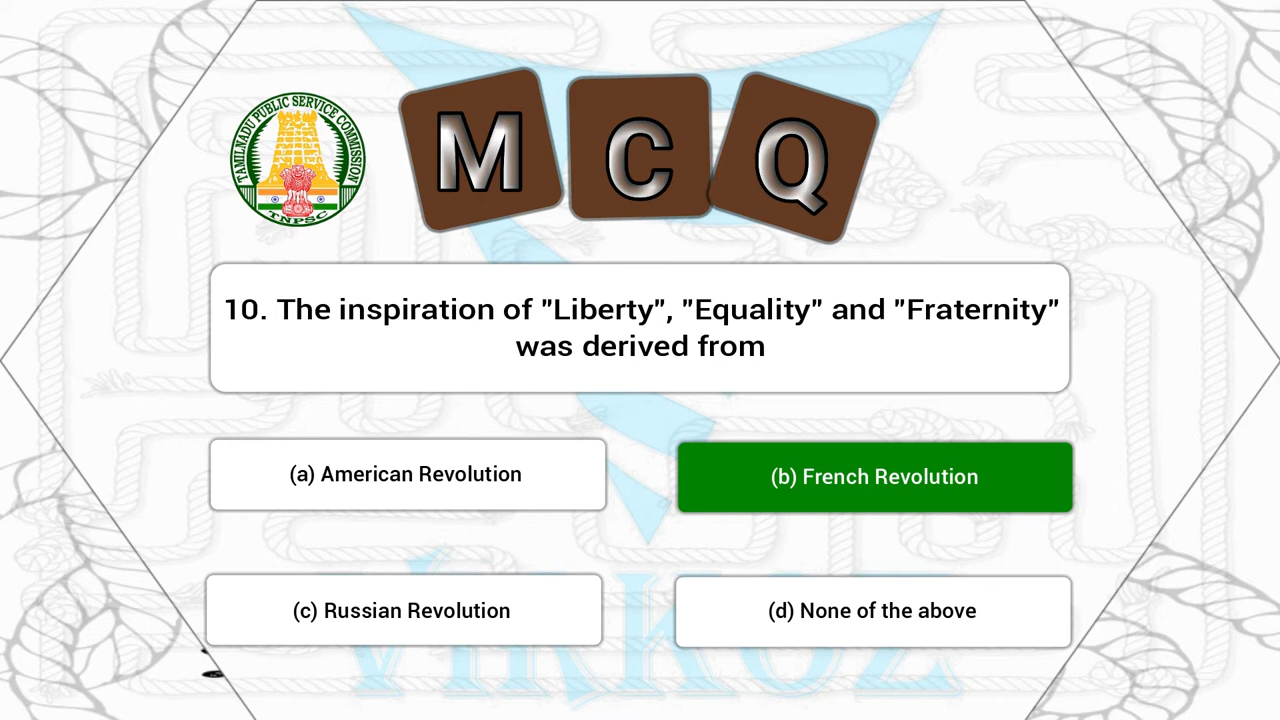 TAMILNADU PUBLIC SERVICE COMMISSION
TNPSC
M C Q
10. The inspiration of "Liberty", "Equality" and "Fraternity"
was derived from
(a) American Revolution
(b) French Revolution
(c) Russian Revolution
(d) None of the above
VIKKOZ